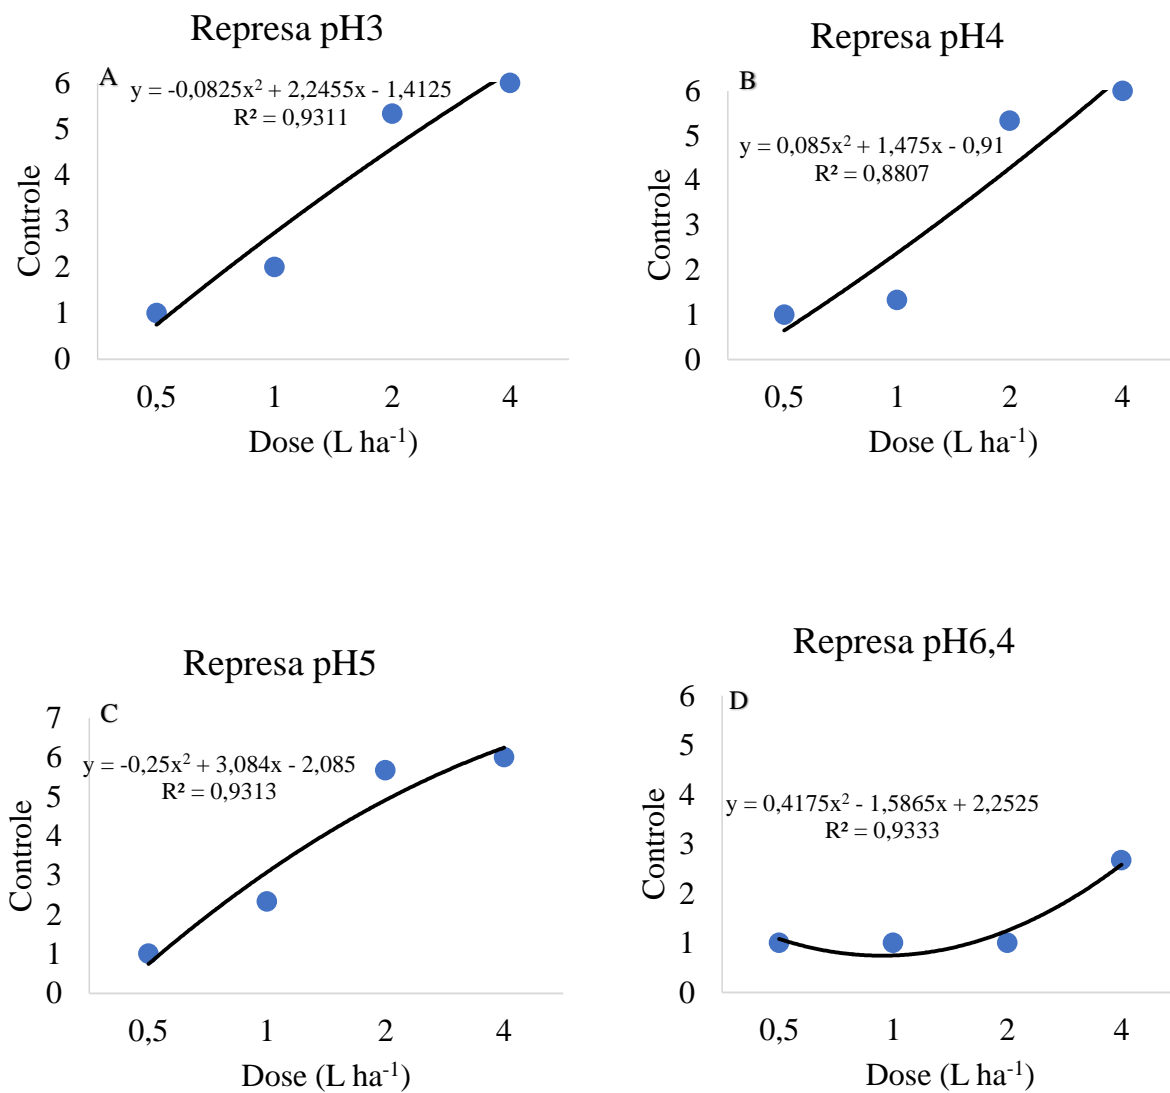 Represa pH3
A
y = -0,0825x² + 2,2455x - 1,4125
R² = 0,9311
6
5
4
3
2
1
0
Controle
0,5 1 2 4
Dose (L ha⁻¹)
Represa pH4
B
y = 0,085x² + 1,475x - 0,91
R² = 0,8807
6
5
4
3
2
1
0
Controle
0,5 1 2 4
Dose (L ha⁻¹)
Represa pH5
C
y = -0,25x² + 3,084x - 2,085
R² = 0,9313
7
6
5
4
3
2
1
0
Controle
0,5 1 2 4
Dose (L ha⁻¹)
Represa pH6,4
D
y = 0,4175x² - 1,5865x + 2,2525
R² = 0,9333
6
5
4
3
2
1
0
Controle
0,5 1 2 4
Dose (L ha⁻¹)